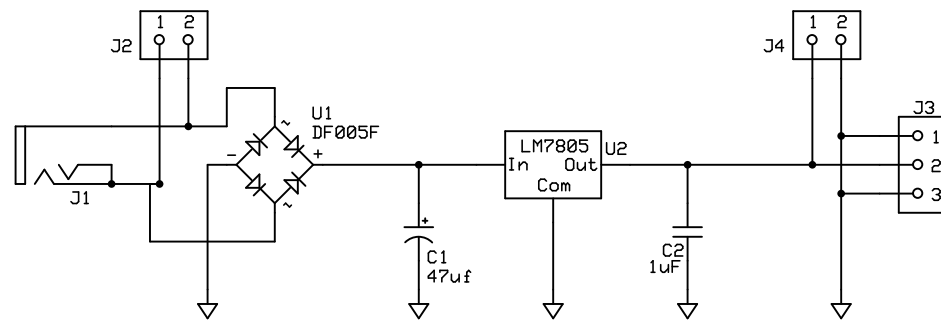 1 2
J2
J1
U1
DF005F
~
-
+
~
+
C1
47uf
LM7805
In Out
Com
U2
C2
1uF
1 2
J4
J3
1
2
3